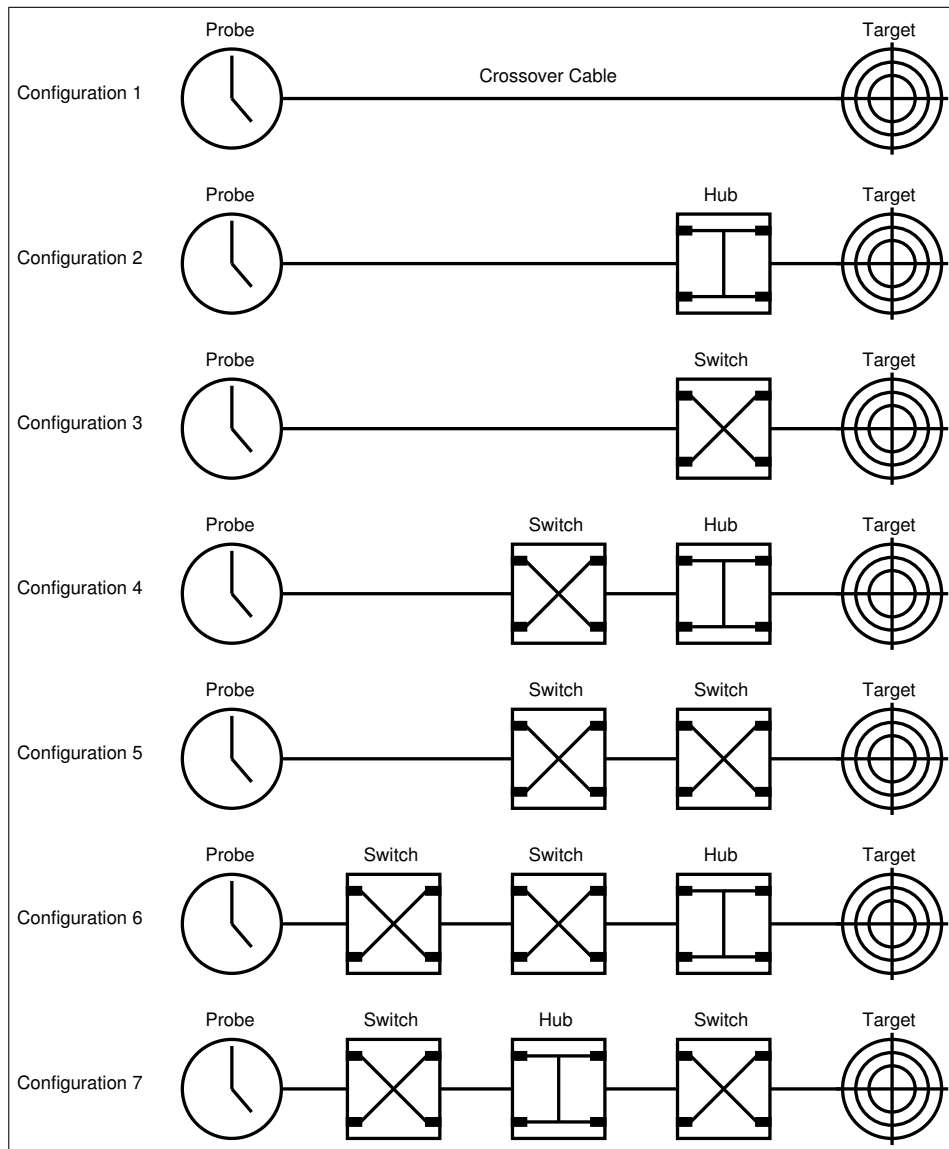 Probe Target
Configuration 1 Crossover Cable
Probe Hub Target
Configuration 2
Probe Switch Target
Configuration 3
Probe Switch Hub Target
Configuration 4
Probe Switch Switch Target
Configuration 5
Probe Switch Switch Hub Target
Configuration 6
Probe Switch Hub Switch Target
Configuration 7